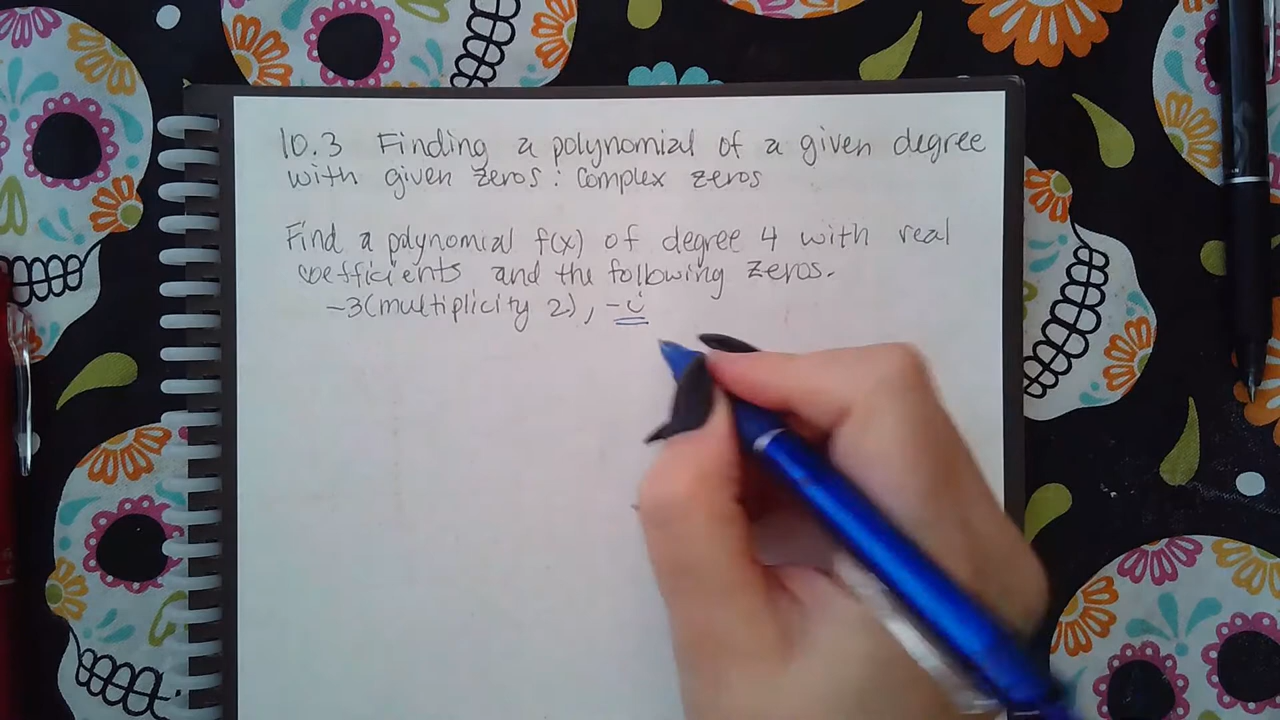 10.3 Finding a polynomial of a given degree
with given zeros: Complex zeros
Find a polynomial f(x) of degree 4 with real
coefficients and the following zeros.
-3(multiplicity 2), -i